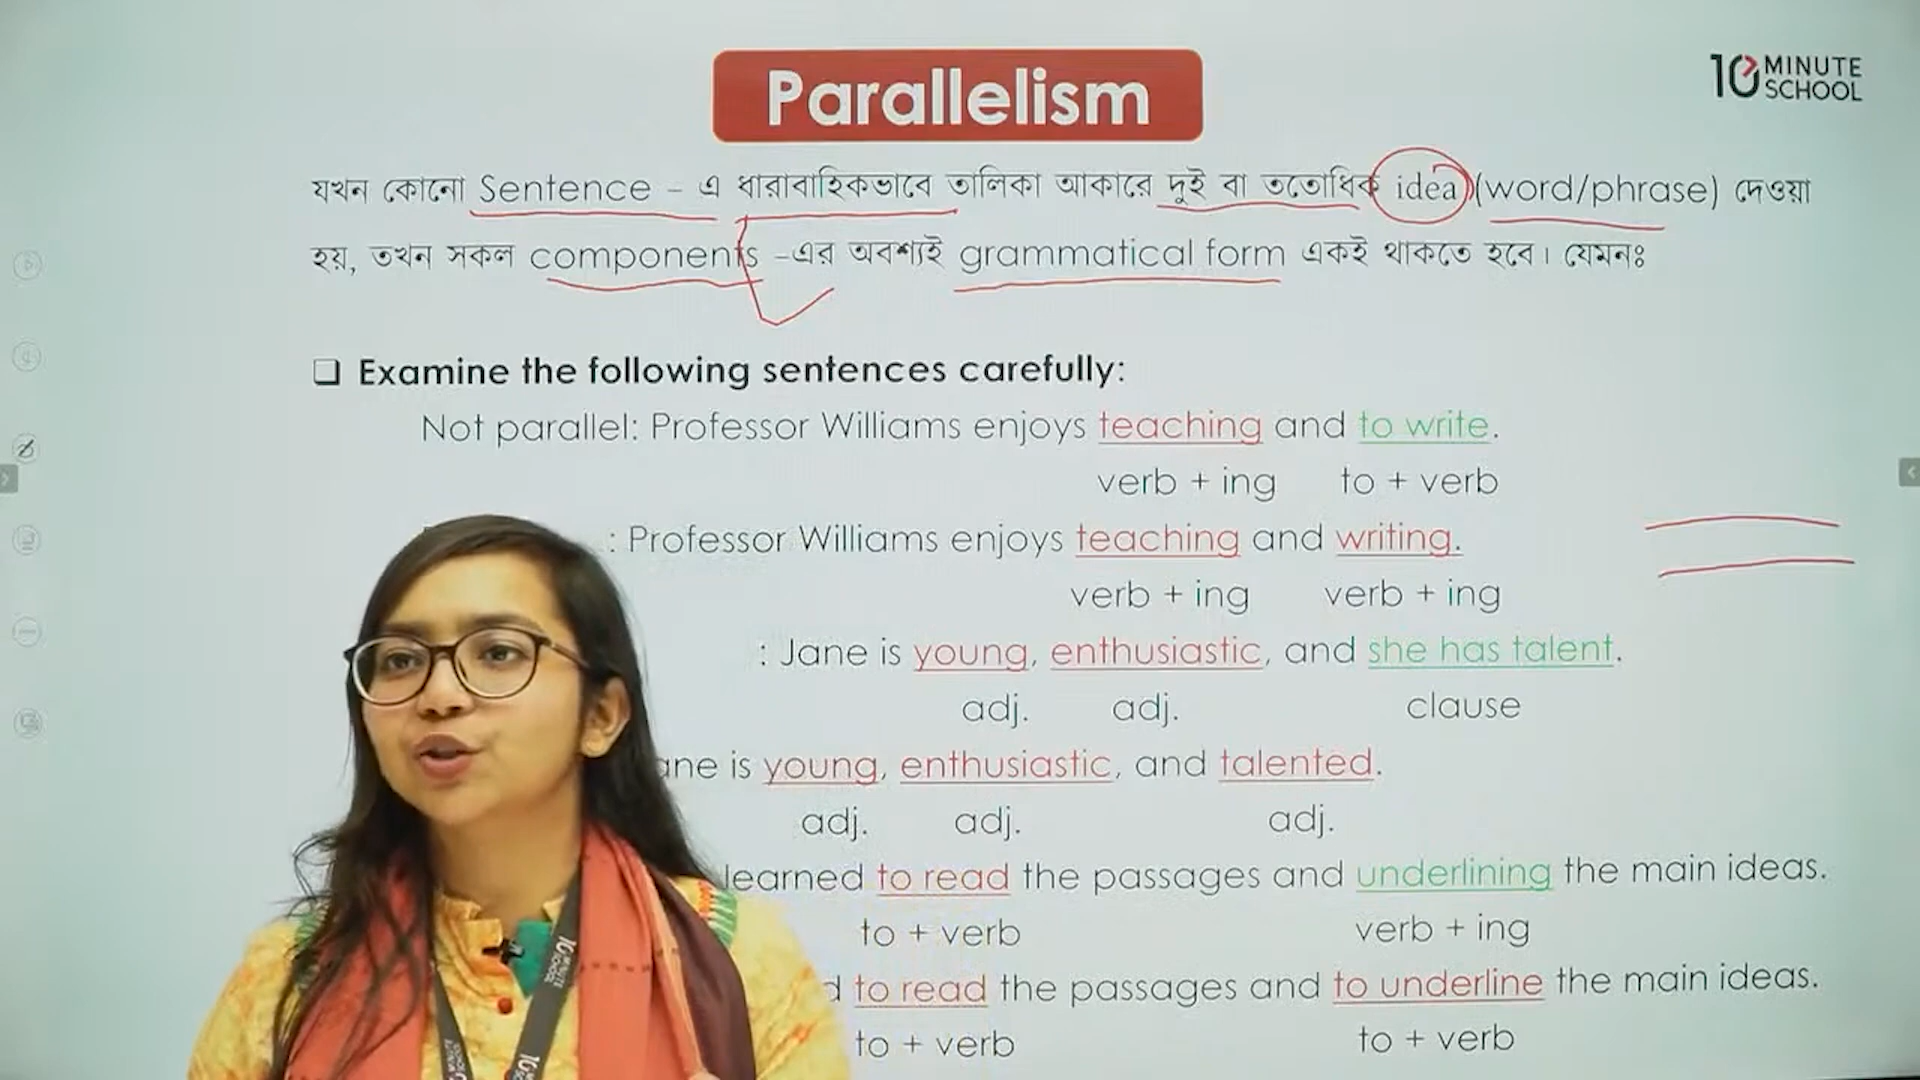 Parallelism
10 MINUTE SCHOOL
যখন কোনো Sentence – এ ধারাবাহিকভাবে তালিকা আকারে দুই বা ততোধিক idea (word/phrase) দেওয়া
হয়, তখন সকল components –এর অবশ্যই grammatical form একই থাকতে হবে। যেমনঃ
❑ Examine the following sentences carefully:
Not parallel: Professor Williams enjoys teaching and to write.
verb + ing to + verb
: Professor Williams enjoys teaching and writing.
verb + ing verb + ing
: Jane is young, enthusiastic, and she has talent.
adj. adj. clause
ane is young, enthusiastic, and talented.
adj. adj. adj.
learned to read the passages and underlining the main ideas.
to + verb verb + ing
d to read the passages and to underline the main ideas.
to + verb to + verb